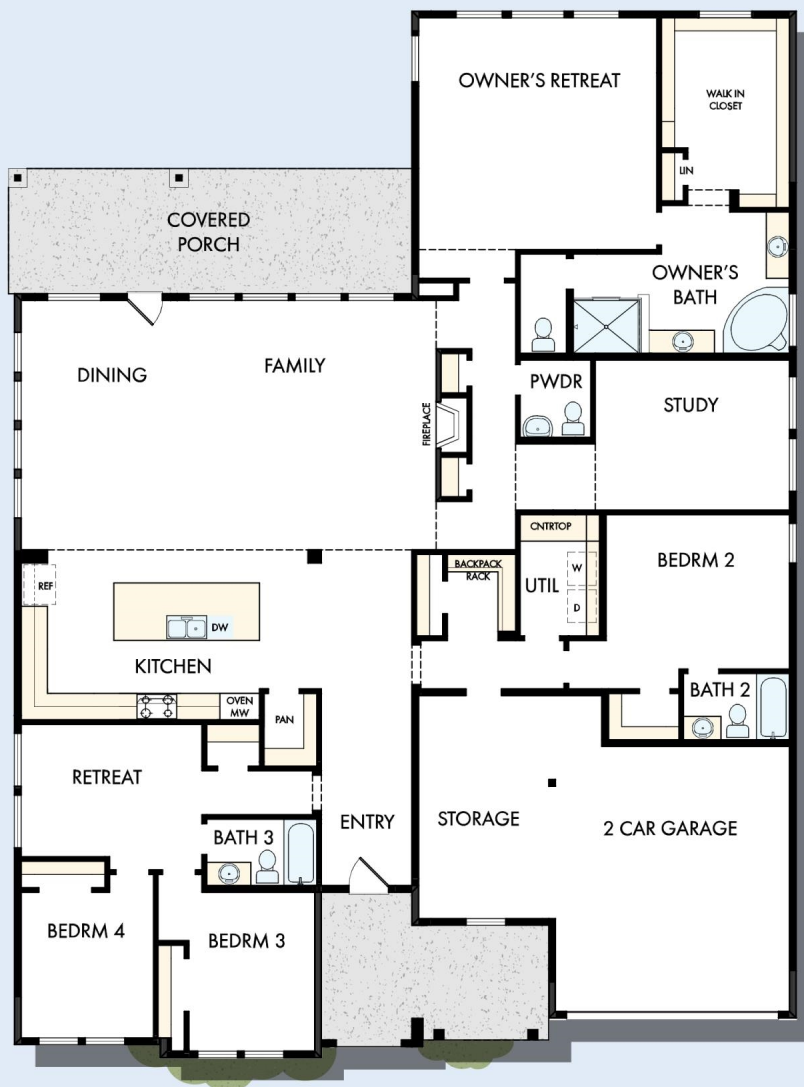 OWNER'S RETREAT
WALK IN
CLOSET
LIN
COVERED
PORCH
OWNER'S
BATH
DINING
FAMILY
FIREPLACE
PWDR
STUDY
CNTRTOP
W
D
UTIL
BACKPACK
RACK
BEDRM 2
REF
DW
KITCHEN
OVEN
MW
PAN
BATH 2
RETREAT
BATH 3
ENTRY
STORAGE
2 CAR GARAGE
BEDRM 4
BEDRM 3